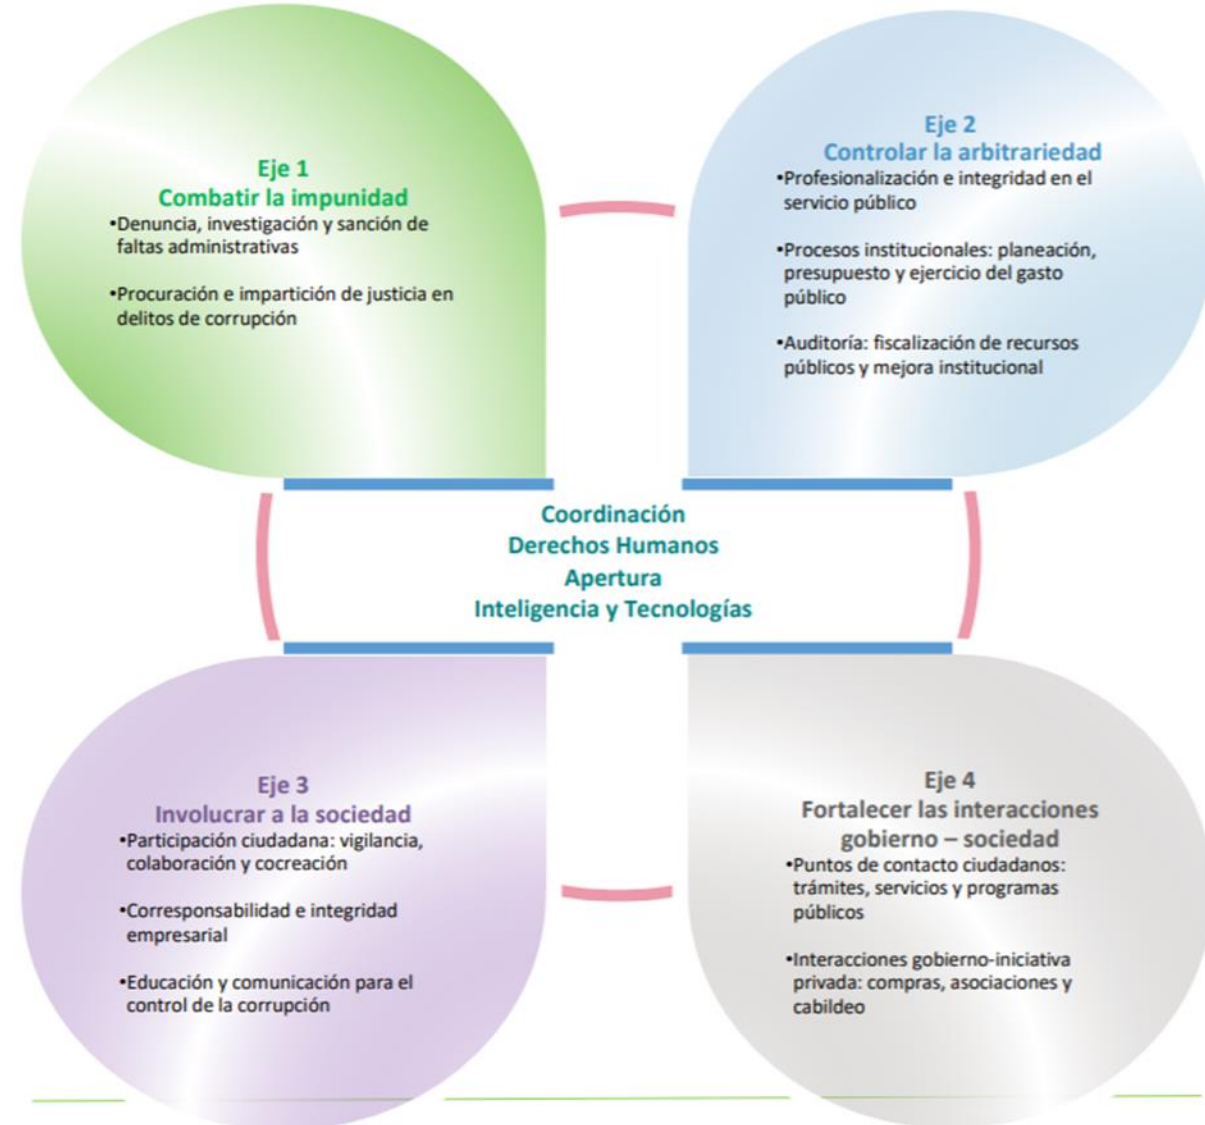 Eje 1
Combatir la impunidad
•Denuncia, investigación y sanción de
faltas administrativas
•Procuración e impartición de justicia en
delitos de corrupción
Eje 2
Controlar la arbitrariedad
•Profesionalización e integridad en el
servicio público
•Procesos institucionales: planeación,
presupuesto y ejercicio del gasto
público
•Auditoría: fiscalización de recursos
públicos y mejora institucional
Coordinación
Derechos Humanos
Apertura
Inteligencia y Tecnologías
Eje 3
Involucrar a la sociedad
•Participación ciudadana: vigilancia,
colaboración y cocreación
•Corresponsabilidad e integridad
empresarial
•Educación y comunicación para el
control de la corrupción
Eje 4
Fortalecer las interacciones
gobierno – sociedad
•Puntos de contacto ciudadanos:
trámites, servicios y programas
públicos
•Interacciones gobierno-iniciativa
privada: compras, asociaciones y
cabildeo